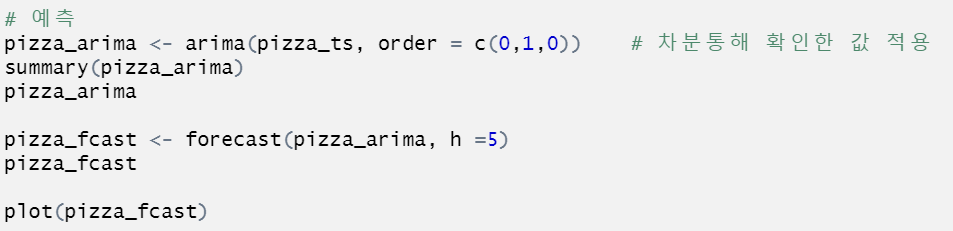 # 예측
pizza_arima <- arima(pizza_ts, order = c(0,1,0))    # 차분통해 확인한 값 적용
summary(pizza_arima)
pizza_arima
pizza_fcast <- forecast(pizza_arima, h =5)
pizza_fcast
plot(pizza_fcast)